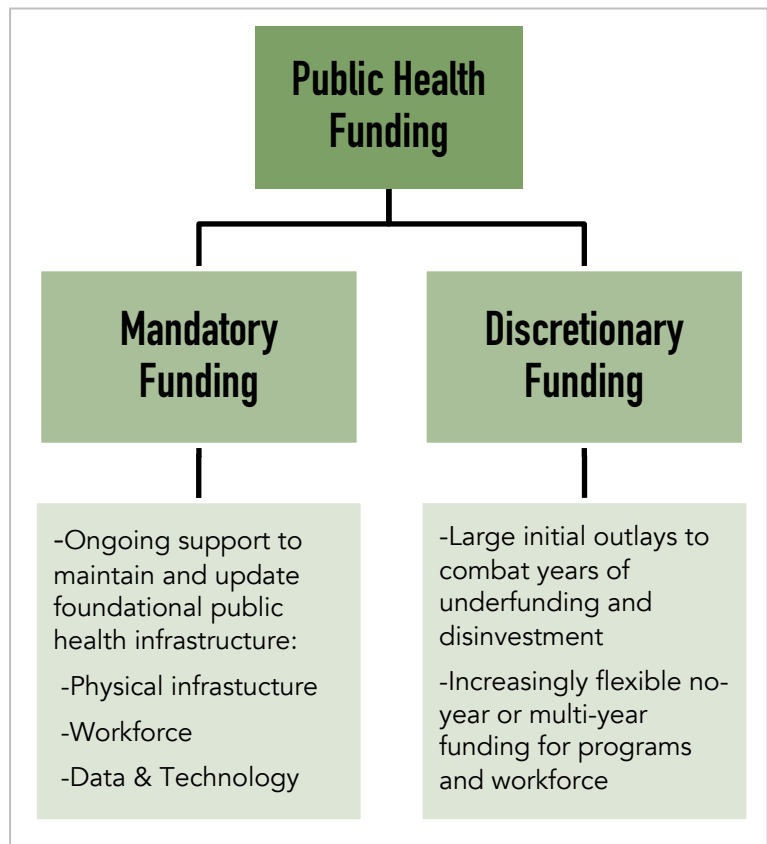 Public Health
Funding
Mandatory
Funding
Discretionary
Funding
-Ongoing support to
maintain and update
foundational public
health infrastructure:
-Physical infrastucture
-Workforce
-Data & Technology
-Large initial outlays to
combat years of
underfunding and
disinvestment
-Increasingly flexible no-
year or multi-year
funding for programs
and workforce